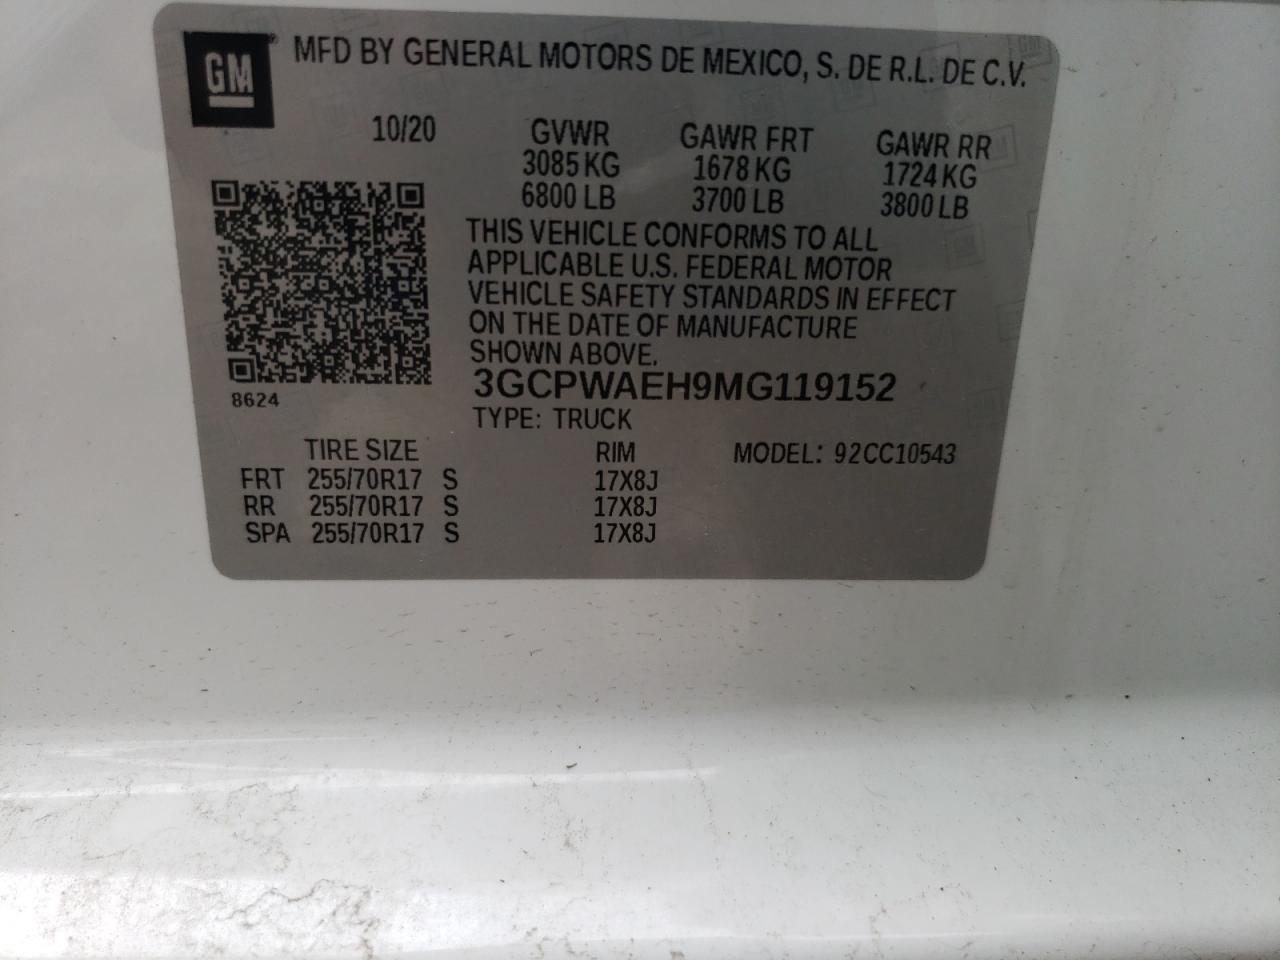 GM ® MFD BY GENERAL MOTORS DE MEXICO, S. DE R.L. DE C.V.
10/20 GVWR GAWR FRT GAWR RR
3085 KG 1678 KG 1724 KG
6800 LB 3700 LB 3800 LB
THIS VEHICLE CONFORMS TO ALL
APPLICABLE U.S. FEDERAL MOTOR
VEHICLE SAFETY STANDARDS IN EFFECT
ON THE DATE OF MANUFACTURE
SHOWN ABOVE.
3GCPWAEH9MG119152
8624
TYPE: TRUCK
TIRE SIZE RIM MODEL: 92CC10543
FRT 255/70R17 S 17X8J
RR 255/70R17 S 17X8J
SPA 255/70R17 S 17X8J